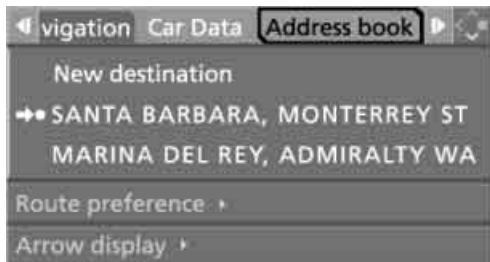 vigation Car Data Address book
New destination
SANTA BARBARA, MONTERREY ST
MARINA DEL REY, ADMIRALTY WA
Route preference
Arrow display